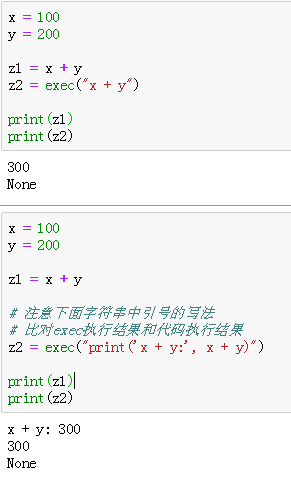 x = 100
y = 200
z1 = x + y
z2 = exec("x + y")
print(z1)
print(z2)
300
None
x = 100
y = 200
z1 = x + y
# 注意下面字符串中引号的写法
# 比对exec执行结果和代码执行结果
z2 = exec("print('x + y:', x + y)")
print(z1)
print(z2)
x + y: 300
300
None